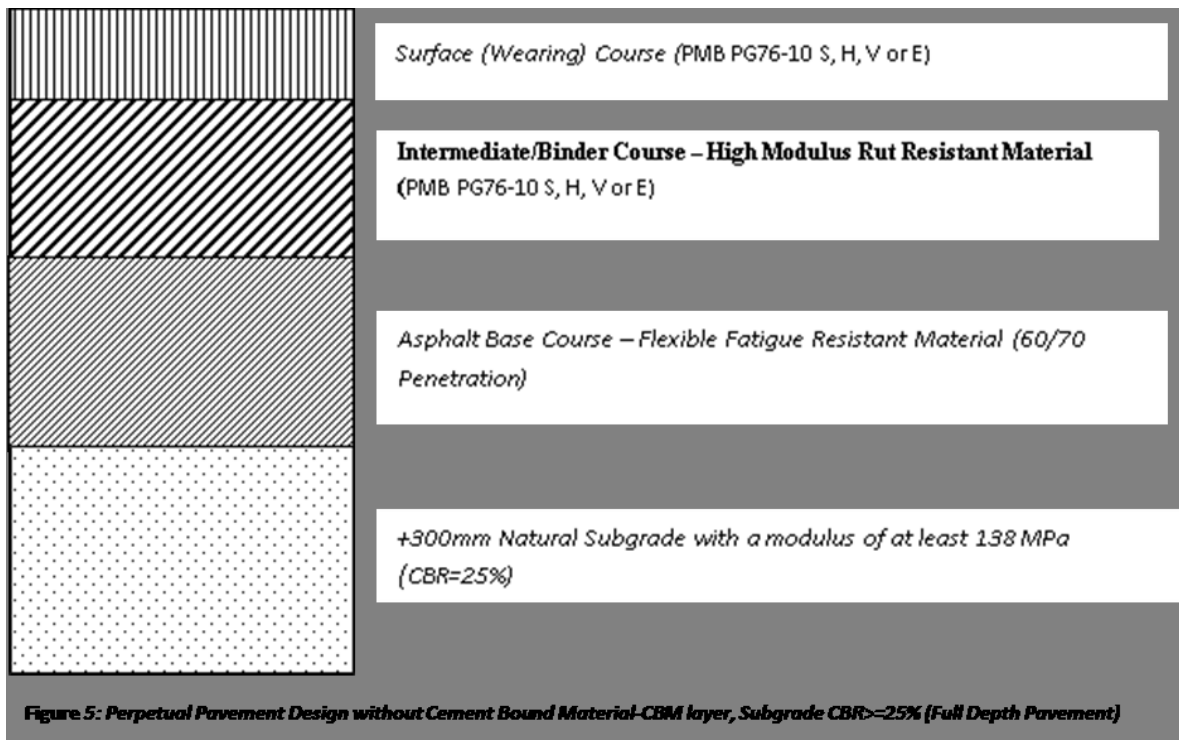 Surface (Wearing) Course (PMB PG76-10 S, H, V or E)
Intermediate/Binder Course – High Modulus Rut Resistant Material
(PMB PG76-10 S, H, V or E)
Asphalt Base Course – Flexible Fatigue Resistant Material (60/70
Penetration)
+300mm Natural Subgrade with a modulus of at least 138 MPa
(CBR=25%)
Figure 5: Perpetual Pavement Design without Cement Bound Material-CBM layer, Subgrade CBR>=25% (Full Depth Pavement)